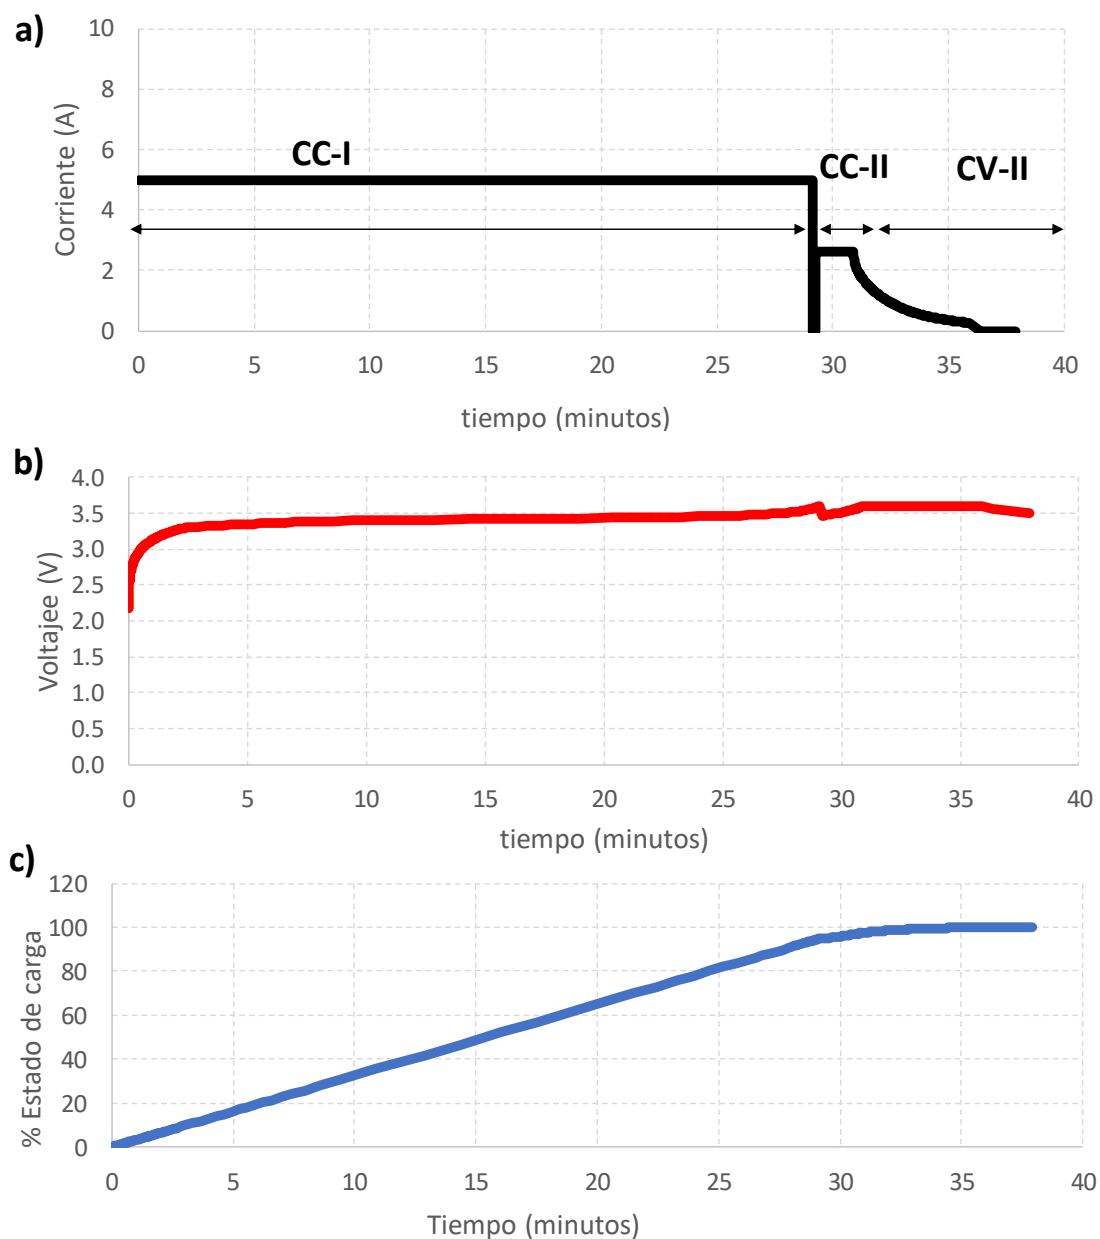 a)
10
8
6
4
2
0
Corriente (A)
CC-I
CC-II
CV-II
0 5 10 15 20 25 30 35 40
tiempo (minutos)
b)
4.0
3.5
3.0
2.5
2.0
1.5
1.0
0.5
0.0
Voltajee (V)
0 5 10 15 20 25 30 35 40
tiempo (minutos)
c)
120
100
80
60
40
20
0
% Estado de carga
0 5 10 15 20 25 30 35 40
Tiempo (minutos)